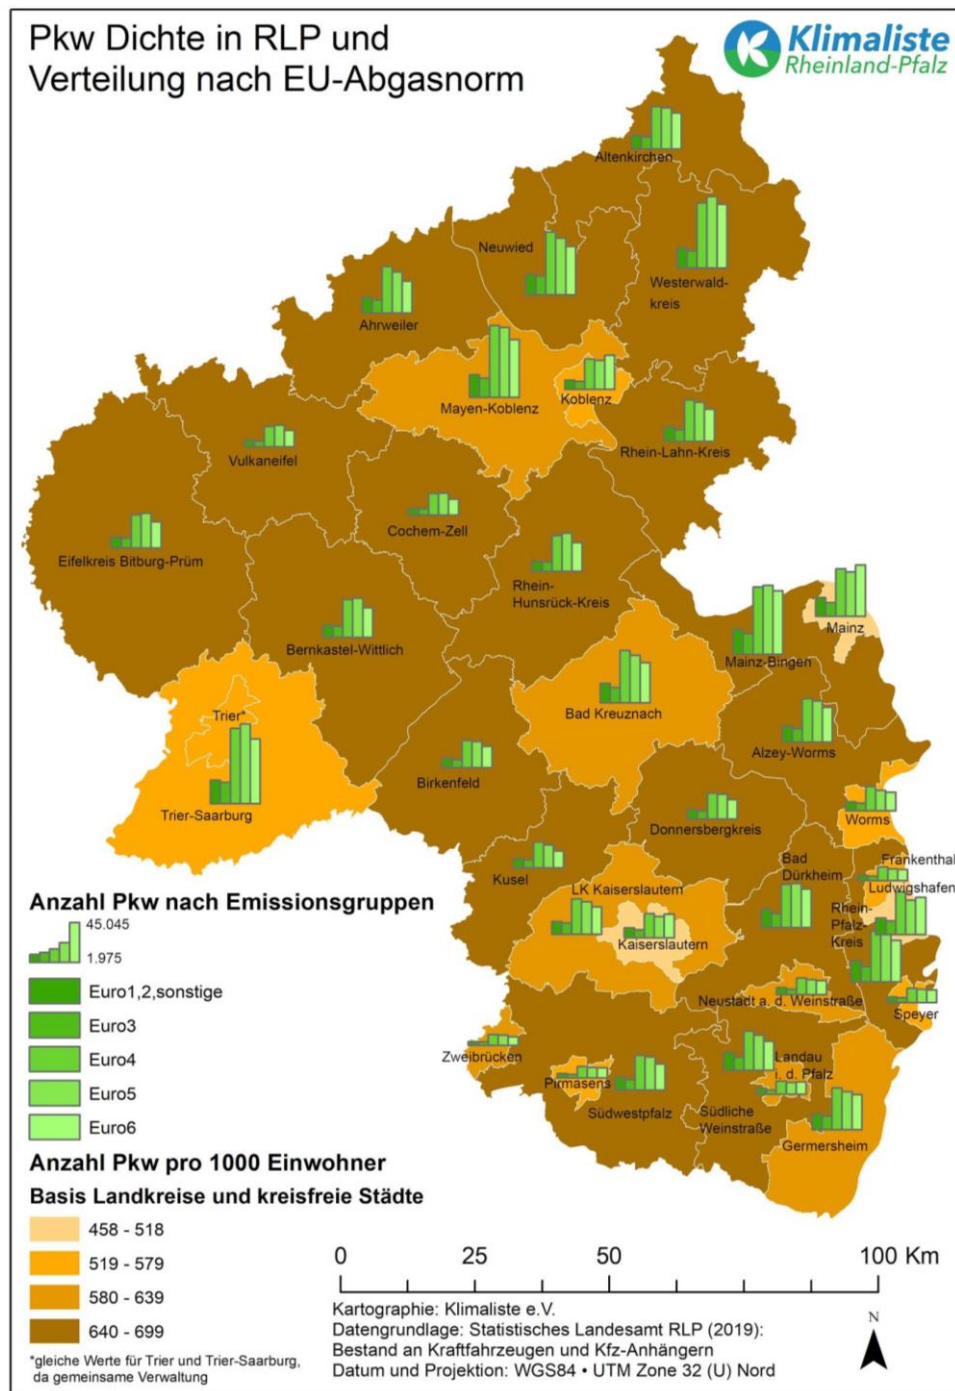 Pkw Dichte in RLP und
Verteilung nach EU-Abgasnorm
Klimaliste
Rheinland-Pfalz
Altenkirchen
Neuwied
Westerwald-
kreis
Ahrweiler
Mayen-Koblenz
Koblenz
Rhein-Lahn-Kreis
Vulkaneifel
Cochem-Zell
Eifelkreis Bitburg-Prüm
Rhein-
Hunsrück-Kreis
Bernkastel-Wittlich
Mainz
Mainz-Bingen
Bad Kreuznach
Trier*
Alzey-Worms
Birkenfeld
Trier-Saarburg
Donnersbergkreis
Worms
Kusel
Bad
Dürkheim
Frankenthal
Ludwigshafen
LK Kaiserslautern
Kaiserslautern
Rhein-
Pfalz-
Kreis
Neustadt a. d. Weinstraße
Speyer
Zweibrücken
Pirmasens
Landau
i. d. Pfalz
Südwestpfalz
Südliche
Weinstraße
Germersheim
Anzahl Pkw nach Emissionsgruppen
45.045
1.975
Euro1,2,sonstige
Euro3
Euro4
Euro5
Euro6
Anzahl Pkw pro 1000 Einwohner
Basis Landkreise und kreisfreie Städte
458 - 518
519 - 579
580 - 639
640 - 699
*gleiche Werte für Trier und Trier-Saarburg,
da gemeinsame Verwaltung
0 25 50 100 Km
Kartographie: Klimaliste e.V.
Datengrundlage: Statistisches Landesamt RLP (2019):
Bestand an Kraftfahrzeugen und Kfz-Anhängern
Datum und Projektion: WGS84 • UTM Zone 32 (U) Nord
N